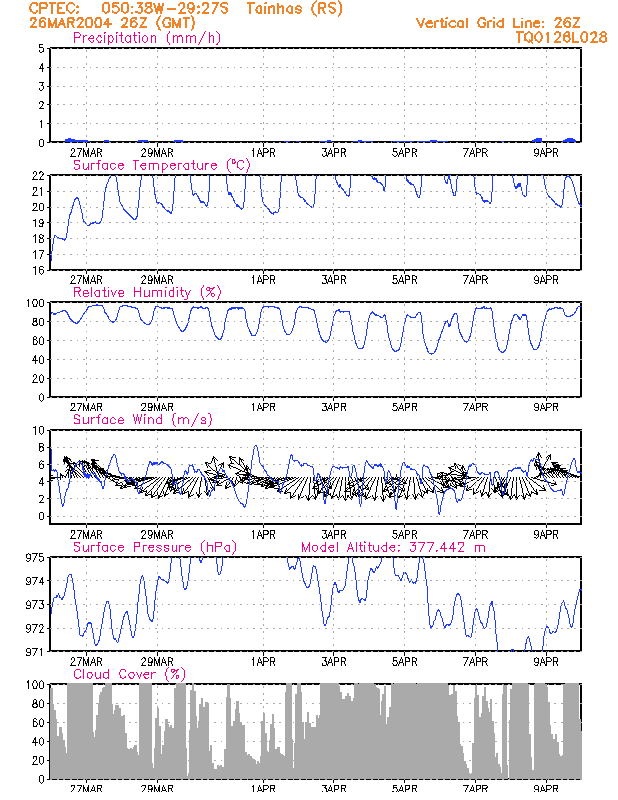 CPTEC: 050:38W-29:27S Tainhas (RS)
26MAR2004 26Z (GMT) Vertical Grid Line: 26Z
Precipitation (mm/h) TQ0126L028
5
4
3
2
1
0
27MAR 29MAR 1APR 3APR 5APR 7APR 9APR
Surface Temperature (°C)
22
21
20
19
18
17
16
27MAR 29MAR 1APR 3APR 5APR 7APR 9APR
Relative Humidity (%)
100
80
60
40
20
0
27MAR 29MAR 1APR 3APR 5APR 7APR 9APR
Surface Wind (m/s)
10
8
6
4
2
0
27MAR 29MAR 1APR 3APR 5APR 7APR 9APR
Surface Pressure (hPa) Model Altitude: 377.442 m
975
974
973
972
971
27MAR 29MAR 1APR 3APR 5APR 7APR 9APR
Cloud Cover (%)
100
80
60
40
20
0
27MAR 29MAR 1APR 3APR 5APR 7APR 9APR